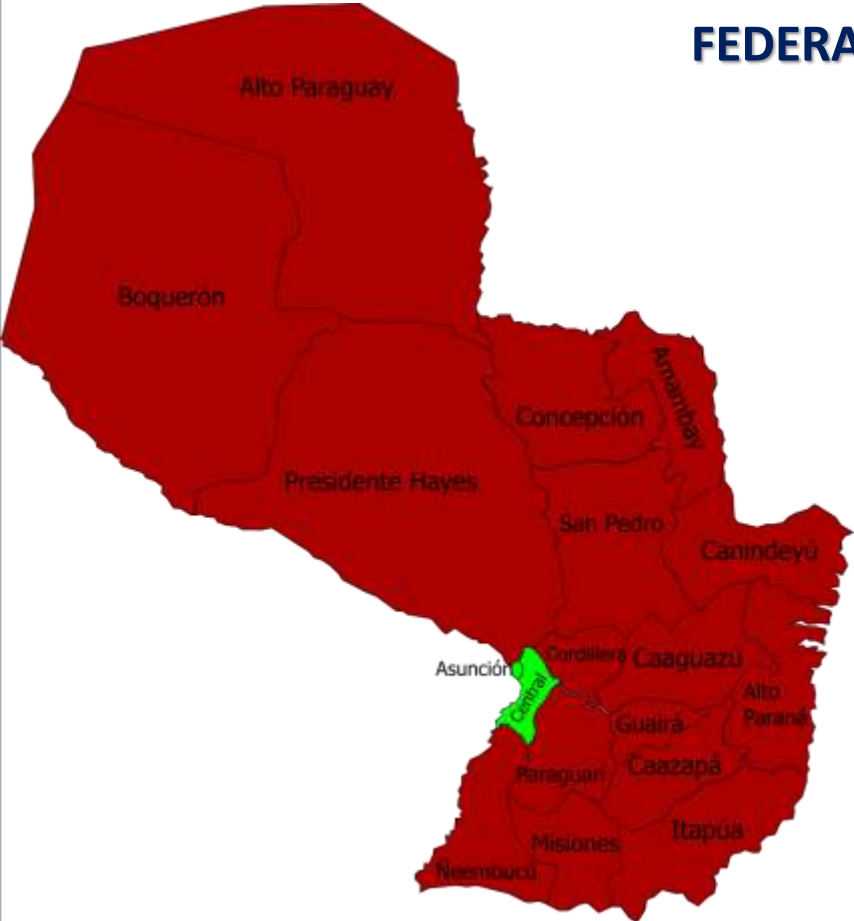 FEDERA
Alto Paraguay
Boquerón
Amambay
Concepción
Presidente Hayes
San Pedro
Canindeyú
Asunción
Cordillera
Caaguazú
Central
Alto
Paraná
Guairá
Caazapá
Paraguarí
Itapúa
Misiones
Ñeembucú